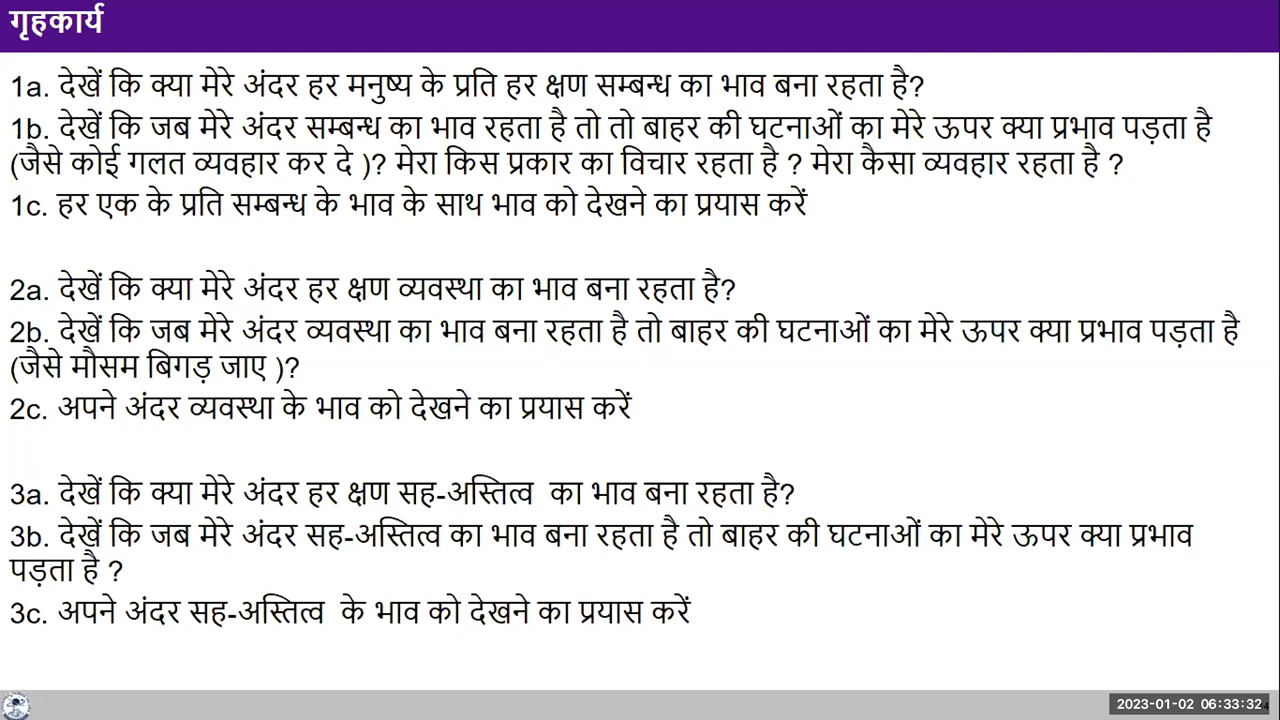 गृहकार्य
1a. देखें कि क्या मेरे अंदर हर मनुष्य के प्रति हर क्षण सम्बन्ध का भाव बना रहता है?
1b. देखें कि जब मेरे अंदर सम्बन्ध का भाव रहता है तो तो बाहर की घटनाओं का मेरे ऊपर क्या प्रभाव पड़ता है
(जैसे कोई गलत व्यवहार कर दे )? मेरा किस प्रकार का विचार रहता है ? मेरा कैसा व्यवहार रहता है ?
1c. हर एक के प्रति सम्बन्ध के भाव के साथ भाव को देखने का प्रयास करें
2a. देखें कि क्या मेरे अंदर हर क्षण व्यवस्था का भाव बना रहता है?
2b. देखें कि जब मेरे अंदर व्यवस्था का भाव बना रहता है तो बाहर की घटनाओं का मेरे ऊपर क्या प्रभाव पड़ता है
(जैसे मौसम बिगड़ जाए )?
2c. अपने अंदर व्यवस्था के भाव को देखने का प्रयास करें
3a. देखें कि क्या मेरे अंदर हर क्षण सह-अस्तित्व का भाव बना रहता है?
3b. देखें कि जब मेरे अंदर सह-अस्तित्व का भाव बना रहता है तो बाहर की घटनाओं का मेरे ऊपर क्या प्रभाव
पड़ता है ?
3c. अपने अंदर सह-अस्तित्व के भाव को देखने का प्रयास करें
2023-01-02 06:33:32